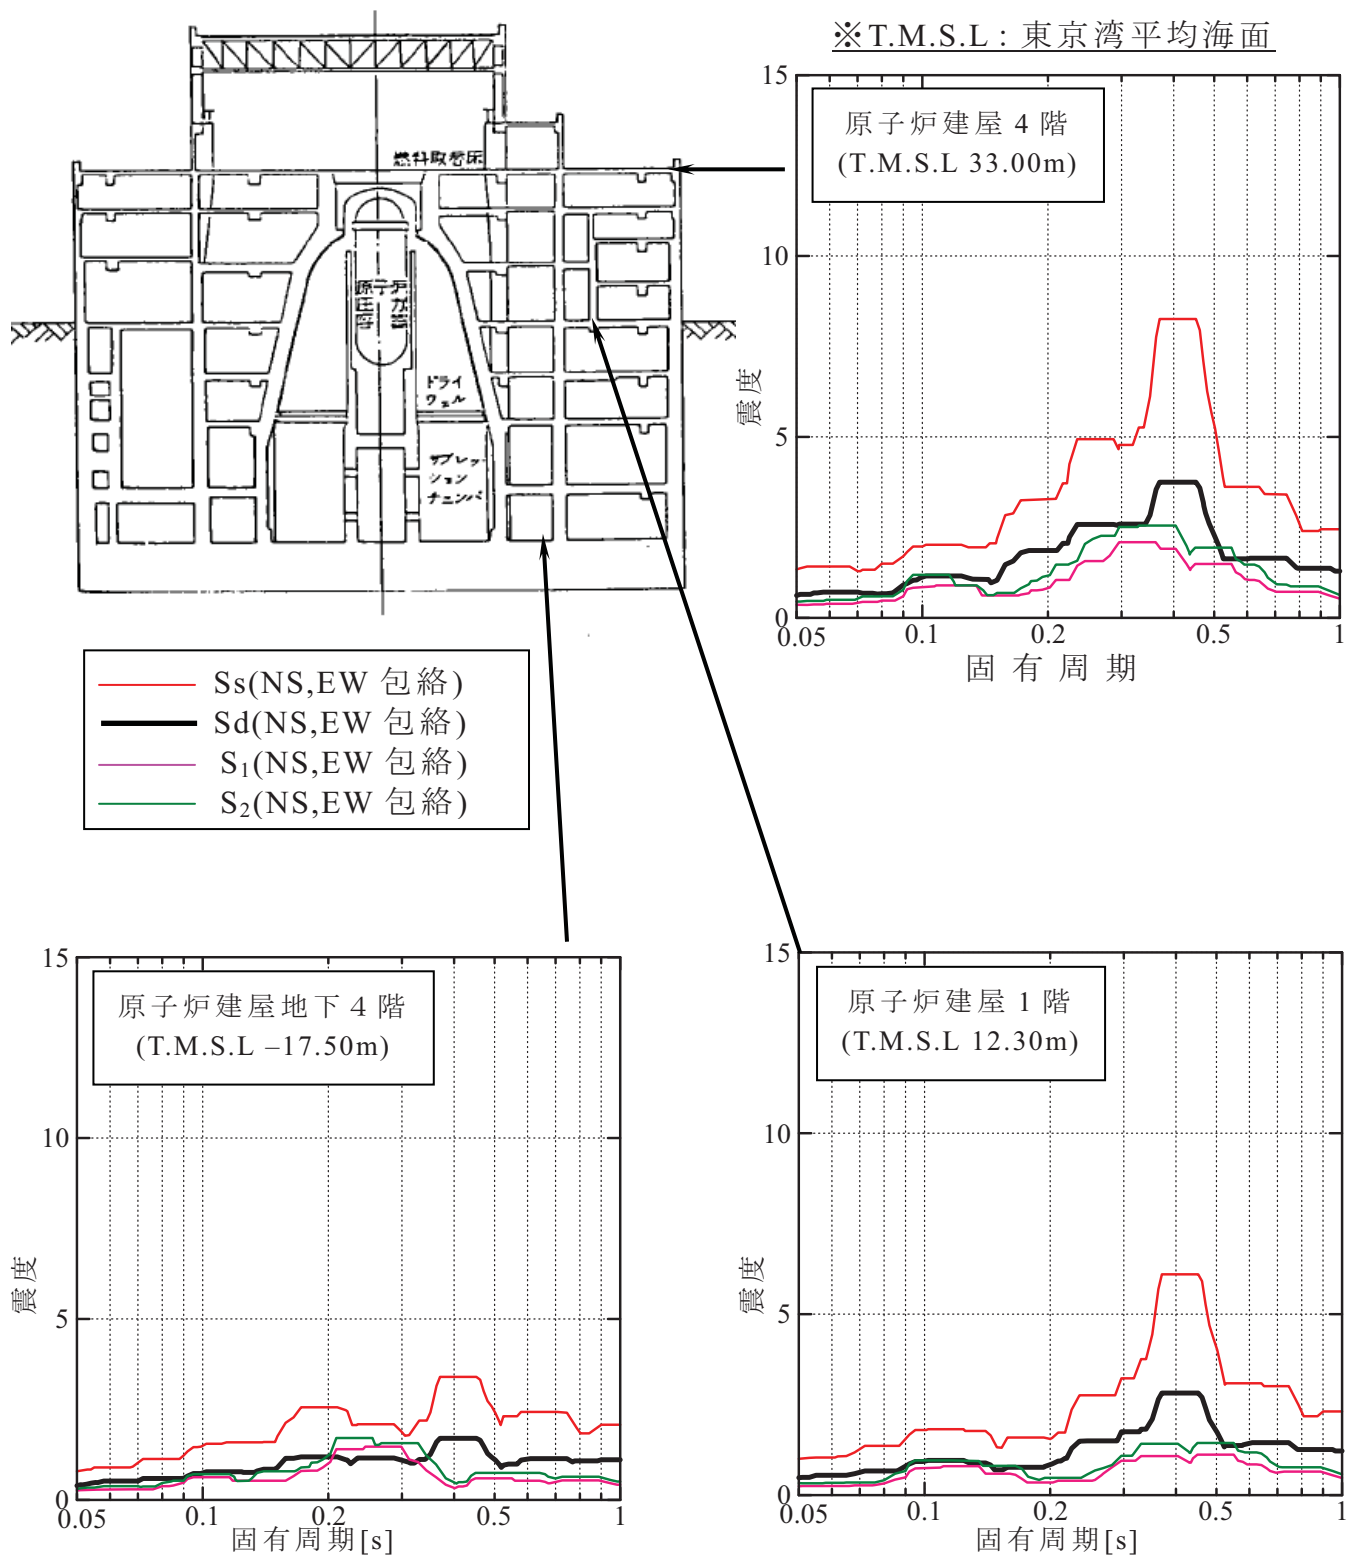 ※T.M.S.L : 東京湾平均海面
原子炉建屋 4 階
(T.M.S.L 33.00m)
15
10
5
0
震度
0.05
0.1
0.2
0.5
1
固有周期
燃料取替床
原子炉
圧力容器
ドライ
ウェル
サプレッ
ション
チェンバ
Ss(NS,EW 包絡)
Sd(NS,EW 包絡)
S₁(NS,EW 包絡)
S₂(NS,EW 包絡)
原子炉建屋地下 4 階
(T.M.S.L –17.50m)
15
10
5
0
震度
0.05
0.1
0.2
0.5
1
固有周期[s]
原子炉建屋 1 階
(T.M.S.L 12.30m)
15
10
5
0
震度
0.05
0.1
0.2
0.5
1
固有周期[s]